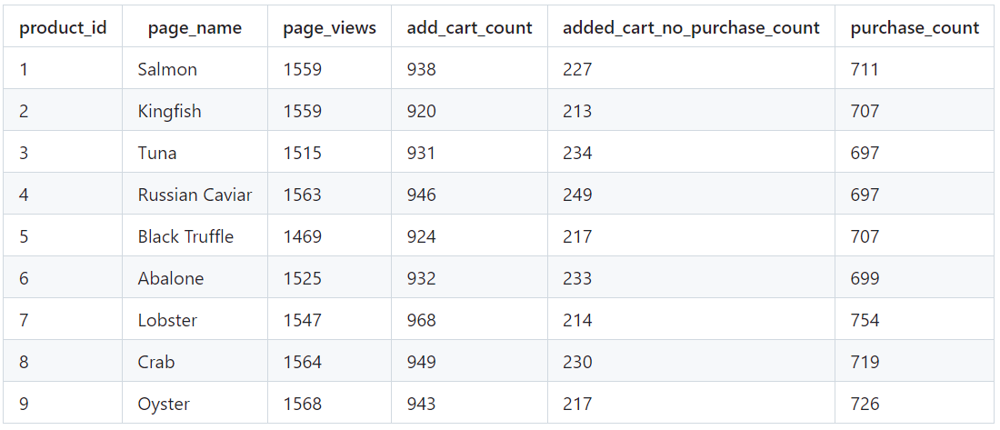 product_id page_name page_views add_cart_count added_cart_no_purchase_count purchase_count
1 Salmon 1559 938 227 711
2 Kingfish 1559 920 213 707
3 Tuna 1515 931 234 697
4 Russian Caviar 1563 946 249 697
5 Black Truffle 1469 924 217 707
6 Abalone 1525 932 233 699
7 Lobster 1547 968 214 754
8 Crab 1564 949 230 719
9 Oyster 1568 943 217 726